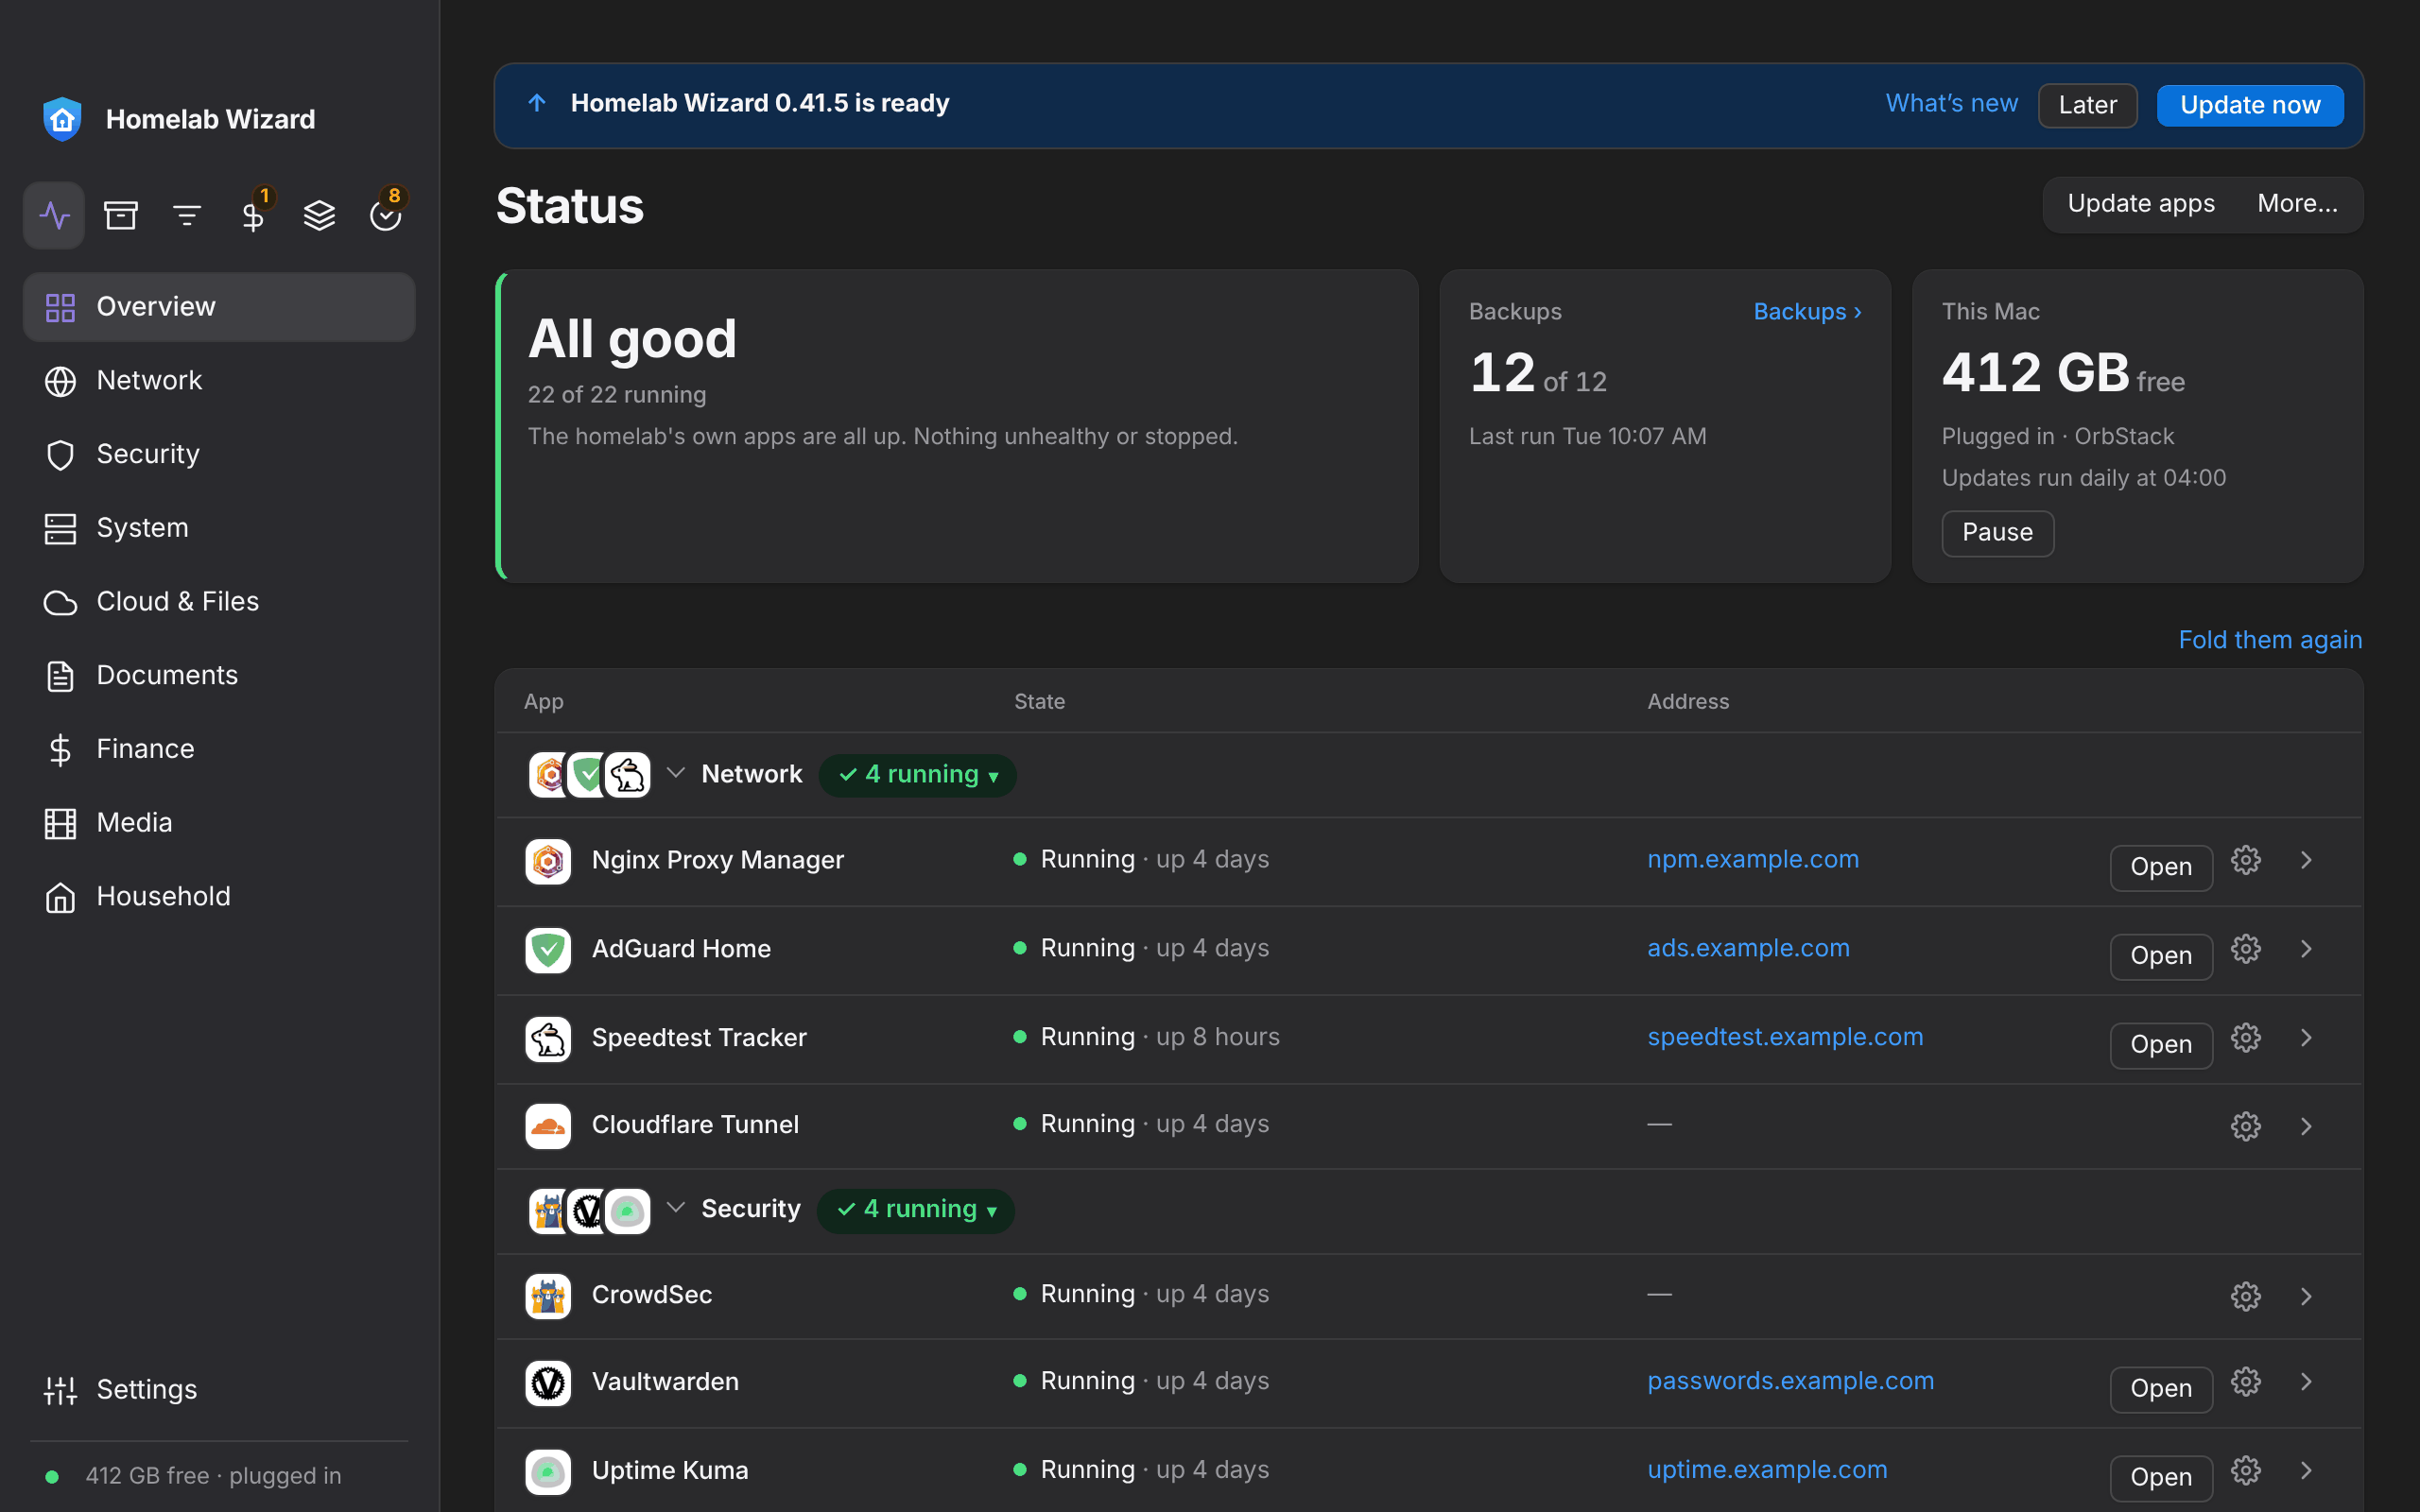 Homelab Wizard
1
8
Overview
Network
Security
System
Cloud & Files
Documents
Finance
Media
Household
Settings
412 GB free · plugged in
Homelab Wizard 0.41.5 is ready
What’s new
Later
Update now
Status
Update apps
More…
All good
22 of 22 running
The homelab's own apps are all up. Nothing unhealthy or stopped.
Backups
Backups ›
12 of 12
Last run Tue 10:07 AM
This Mac
412 GB free
Plugged in · OrbStack
Updates run daily at 04:00
Pause
Fold them again
App State Address
Network ✓ 4 running ▾
Nginx Proxy Manager Running · up 4 days npm.example.com Open
AdGuard Home Running · up 4 days ads.example.com Open
Speedtest Tracker Running · up 8 hours speedtest.example.com Open
Cloudflare Tunnel Running · up 4 days —
Security ✓ 4 running ▾
CrowdSec Running · up 4 days —
Vaultwarden Running · up 4 days passwords.example.com Open
Uptime Kuma Running · up 4 days uptime.example.com Open